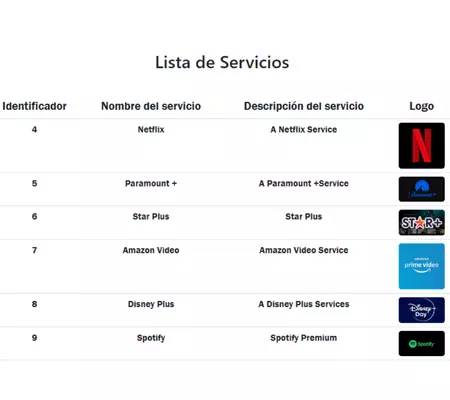 Lista de Servicios
Identificador Nombre del servicio Descripción del servicio Logo
4 Netflix A Netflix Service N
5 Paramount + A Paramount +Service Paramount+
6 Star Plus Star Plus STAR+
7 Amazon Video Amazon Video Service prime video
8 Disney Plus A Disney Plus Services Disney+ Day
9 Spotify Spotify Premium Spotify